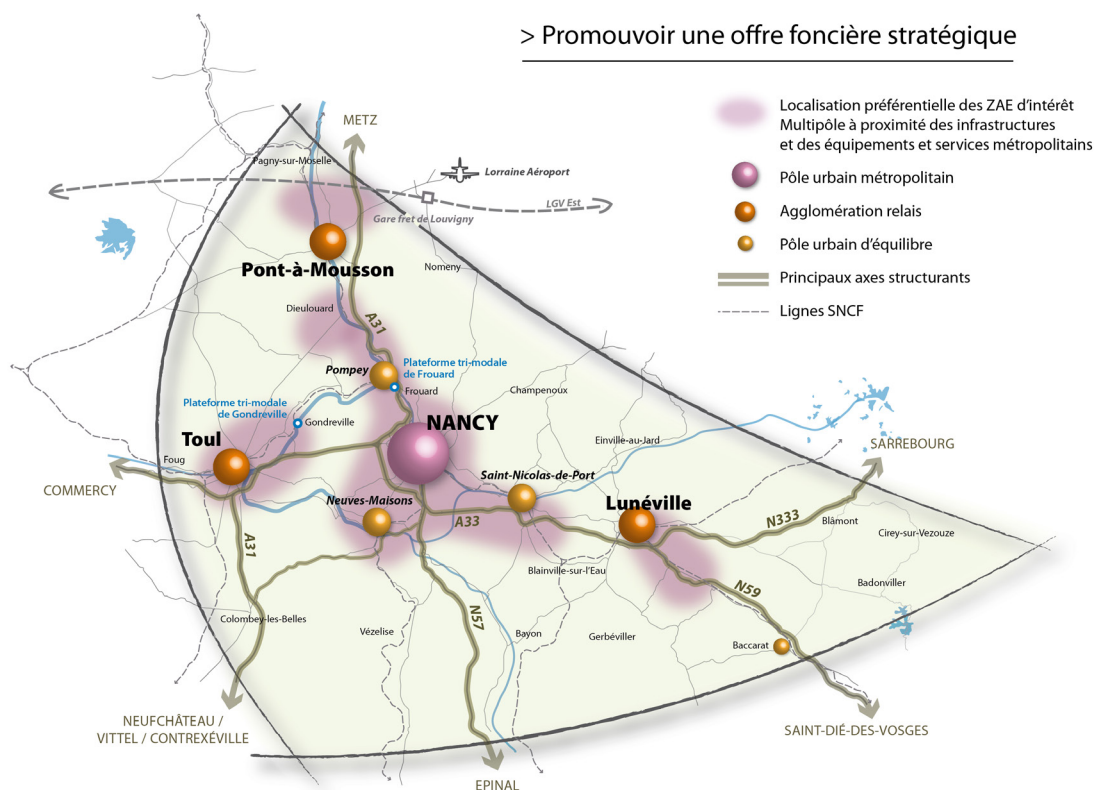 > Promouvoir une offre foncière stratégique
Localisation préférentielle des ZAE d'intérêt
Multipôle à proximité des infrastructures
et des équipements et services métropolitains
Pôle urbain métropolitain
Agglomération relais
Pôle urbain d'équilibre
Principaux axes structurants
Lignes SNCF
METZ
Pagny-sur-Moselle
Lorraine Aéroport
LGV Est
Gare fret de Louvigny
Pont-à-Mousson
Nomeny
Dieulouard
A31
Pompey
Plateforme tri-modale
de Frouard
Frouard
Champenoux
Plateforme tri-modale
de Gondreville
Gondreville
NANCY
Toul
Einville-au-Jard
SARREBOURG
Foug
COMMERCY
Saint-Nicolas-de-Port
Neuves-Maisons
Lunéville
A33
N333
Blâmont
Cirey-sur-Vezouze
A31
Blainville-sur-l'Eau
Badonviller
N59
Colombey-les-Belles
Vézelise
N57
Bayon
Gerbéviller
Baccarat
NEUFCHÂTEAU /
VITTEL / CONTREXÉVILLE
SAINT-DIÉ-DES-VOSGES
EPINAL